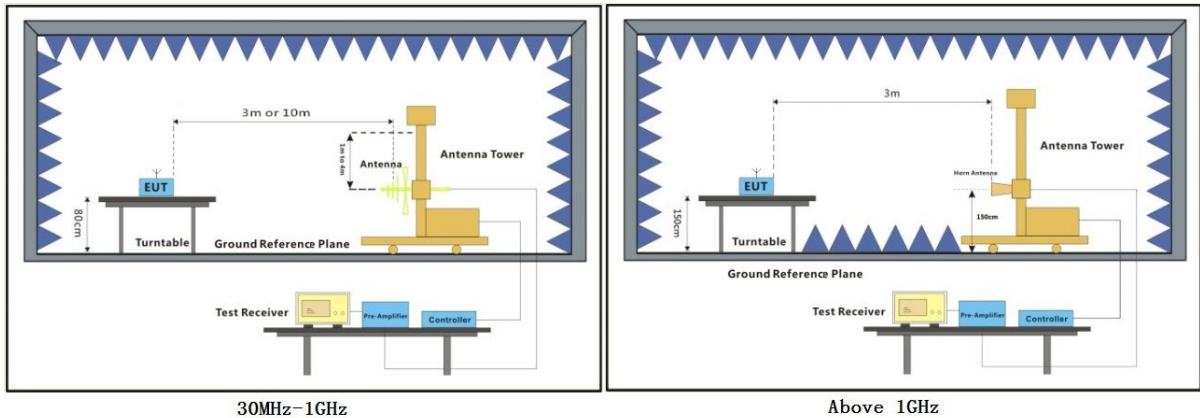 3m or 10m
1m to 4m
Antenna
Antenna Tower
EUT
80cm
Turntable
Ground Reference Plane
Test Receiver
Pre-Amplifier
Controller
30MHz-1GHz
3m
Antenna Tower
Horn Antenna
EUT
150cm
150cm
Turntable
Ground Reference Plane
Test Receiver
Pre-Amplifier
Controller
Above 1GHz